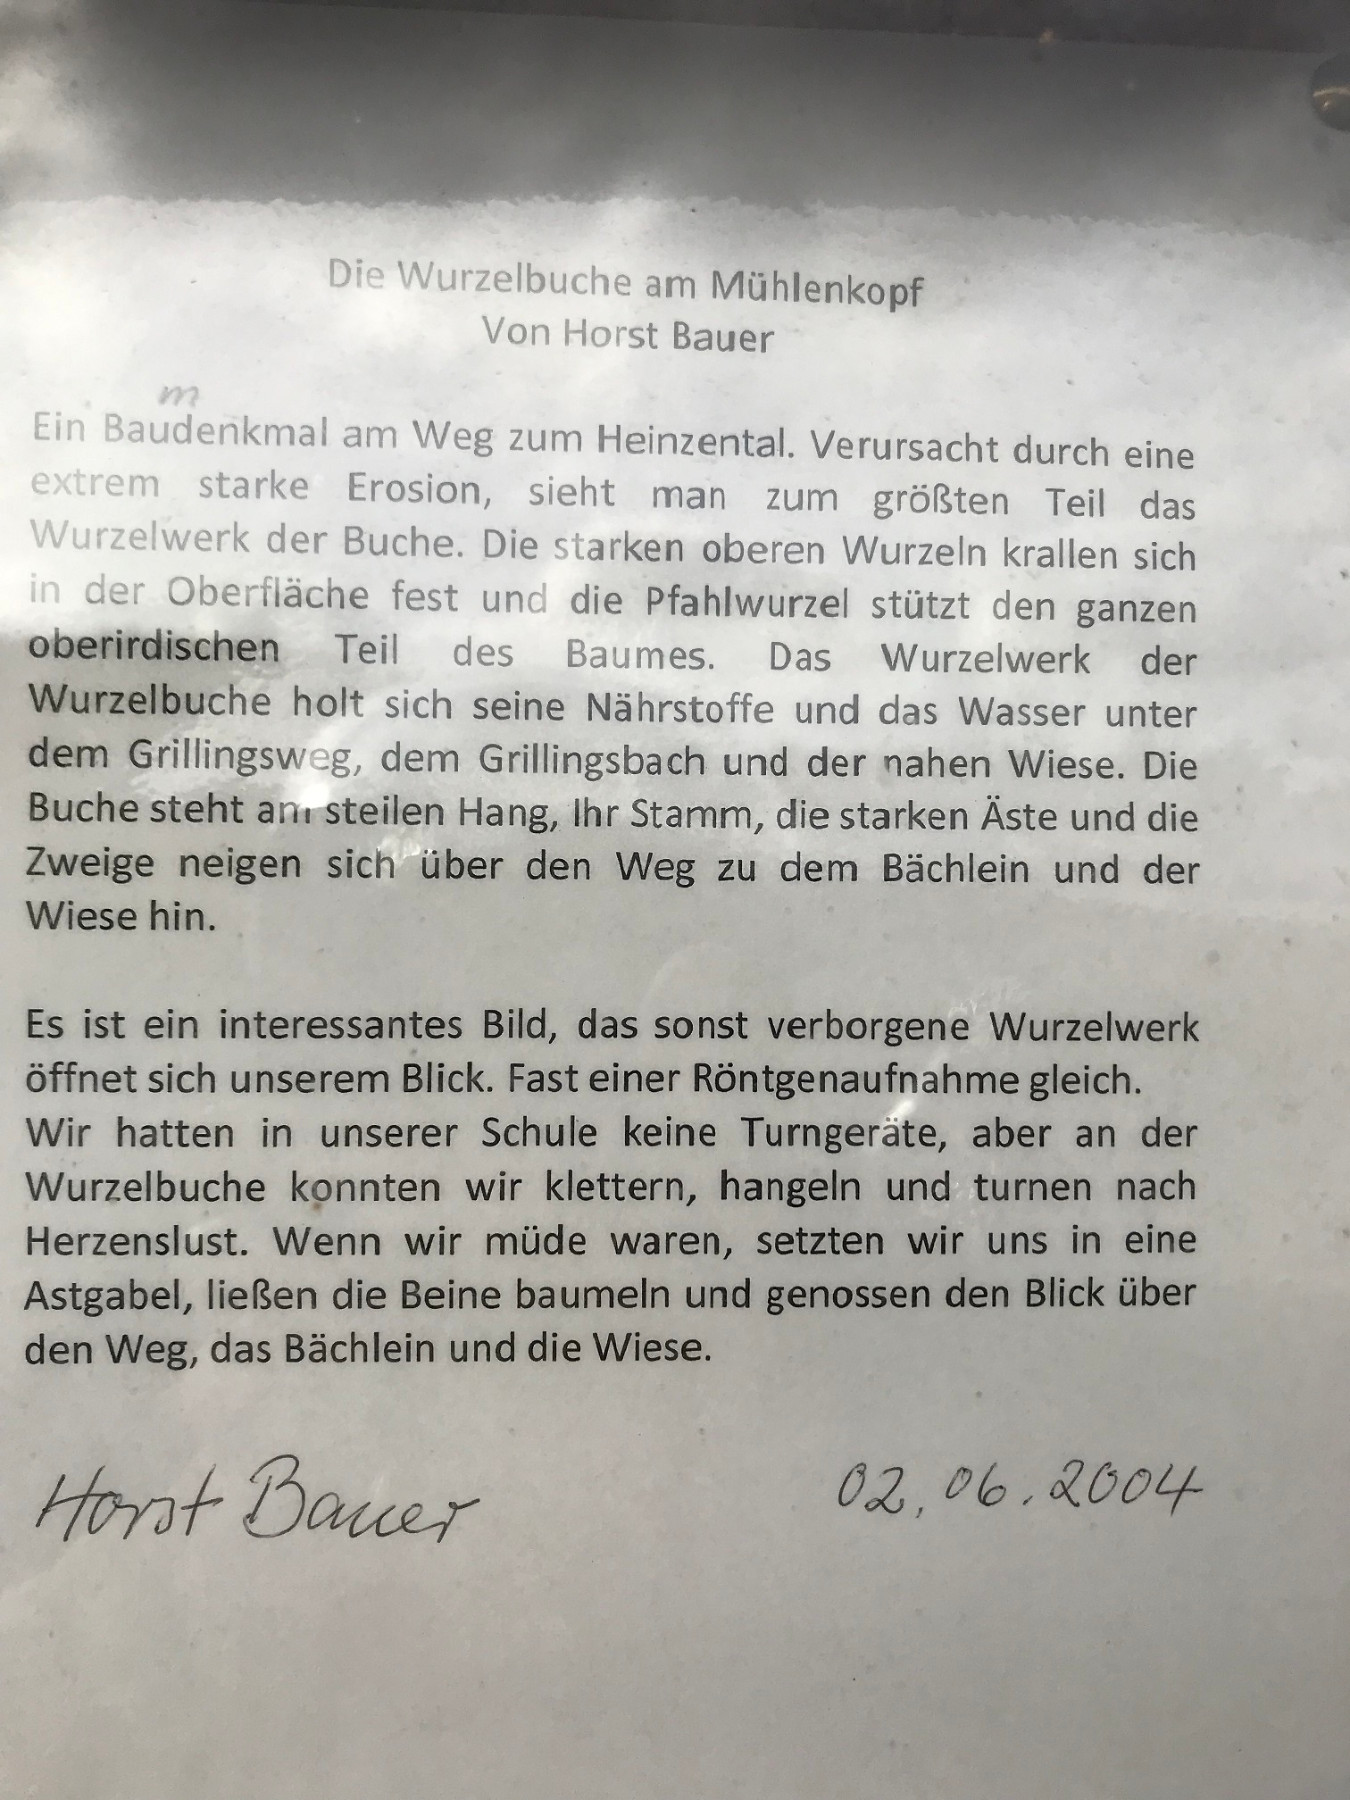 Die Wurzelbuche am Mühlenkopf
Von Horst Bauer
m
Ein Baudenkmal am Weg zum Heinzental. Verursacht durch eine
extrem starke Erosion, sieht man zum größten Teil das
Wurzelwerk der Buche. Die starken oberen Wurzeln krallen sich
in der Oberfläche fest und die Pfahlwurzel stützt den ganzen
oberirdischen Teil des Baumes. Das Wurzelwerk der
Wurzelbuche holt sich seine Nährstoffe und das Wasser unter
dem Grillingsweg, dem Grillingsbach und der nahen Wiese. Die
Buche steht am steilen Hang, Ihr Stamm, die starken Äste und die
Zweige neigen sich über den Weg zu dem Bächlein und der
Wiese hin.
Es ist ein interessantes Bild, das sonst verborgene Wurzelwerk
öffnet sich unserem Blick. Fast einer Röntgenaufnahme gleich.
Wir hatten in unserer Schule keine Turngeräte, aber an der
Wurzelbuche konnten wir klettern, hangeln und turnen nach
Herzenslust. Wenn wir müde waren, setzten wir uns in eine
Astgabel, ließen die Beine baumeln und genossen den Blick über
den Weg, das Bächlein und die Wiese.
Horst Bauer 02.06.2004